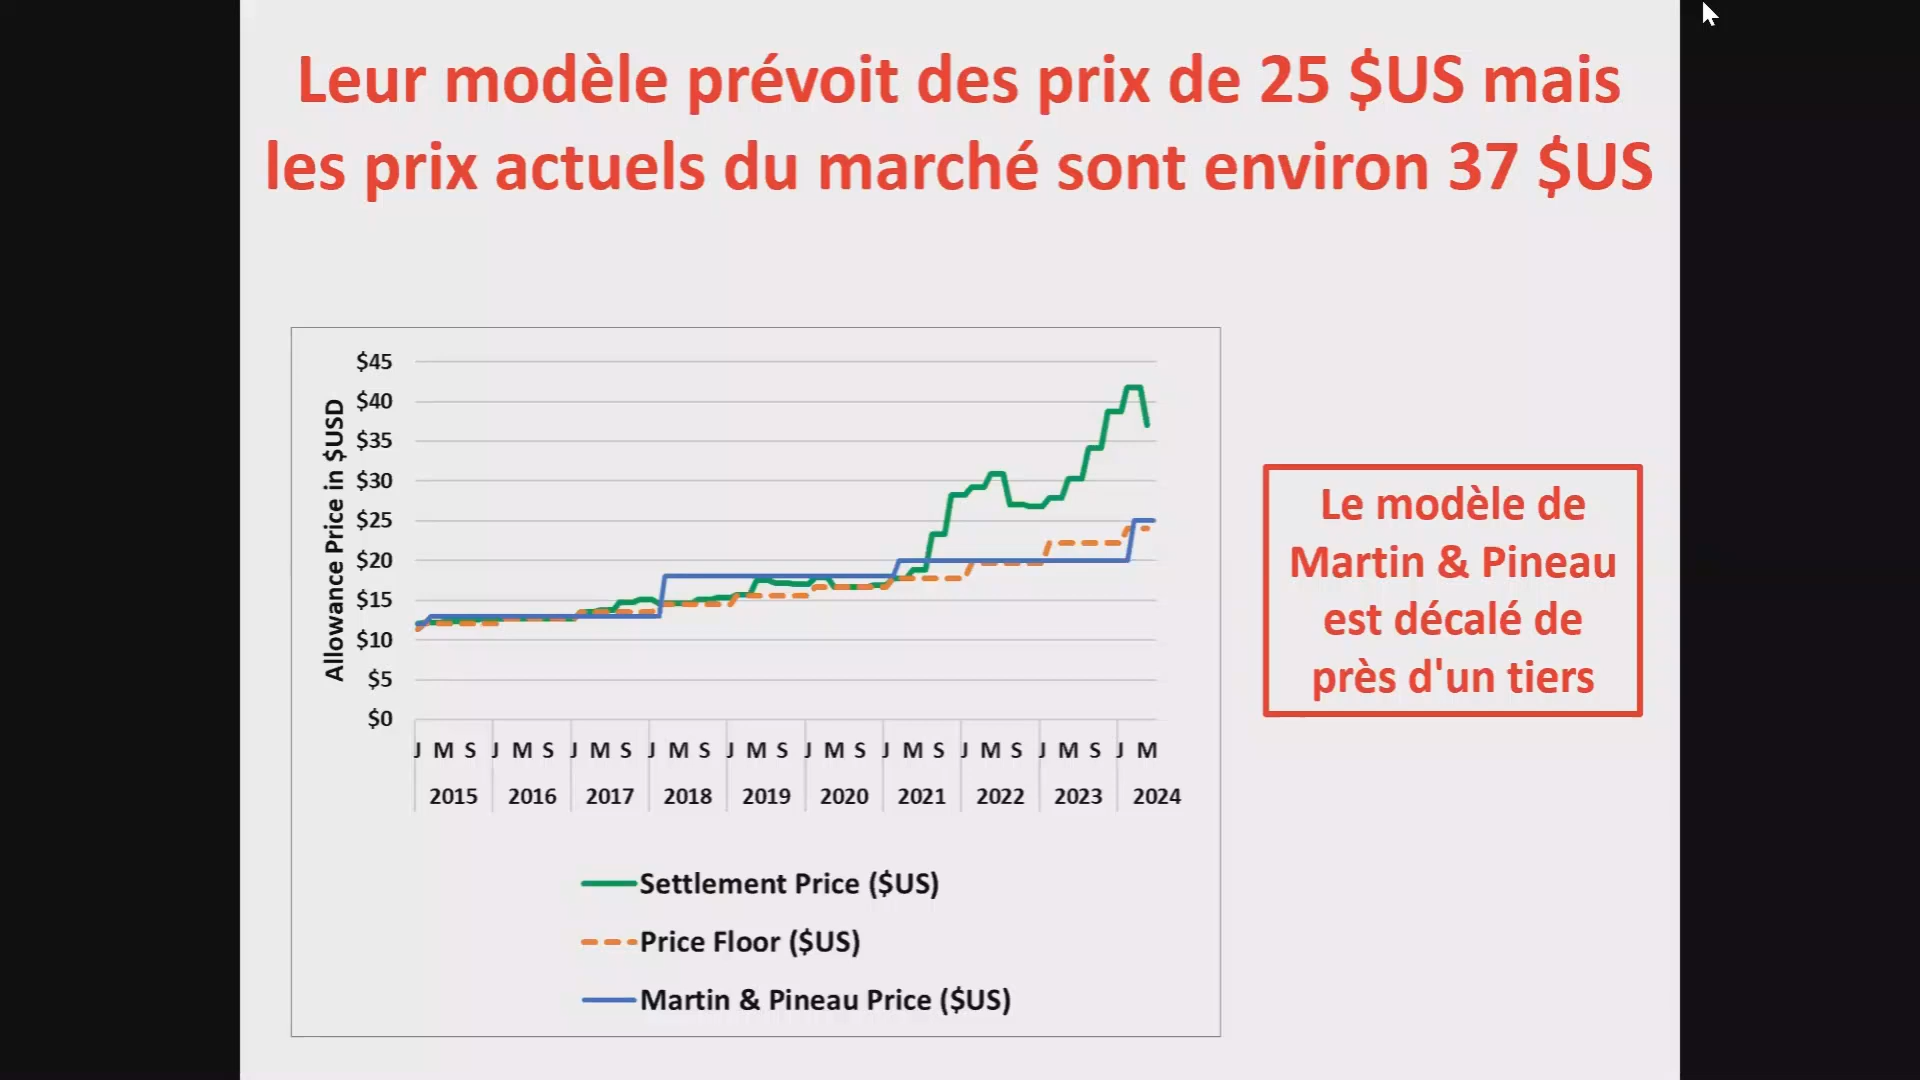 Leur modèle prévoit des prix de 25 $US mais
les prix actuels du marché sont environ 37 $US
Allowance Price in $USD
$45
$40
$35
$30
$25
$20
$15
$10
$5
$0
J M S J M S J M S J M S J M S J M S J M S J M S J M S J M
2015 2016 2017 2018 2019 2020 2021 2022 2023 2024
Settlement Price ($US)
Price Floor ($US)
Martin & Pineau Price ($US)
Le modèle de
Martin & Pineau
est décalé de
près d'un tiers